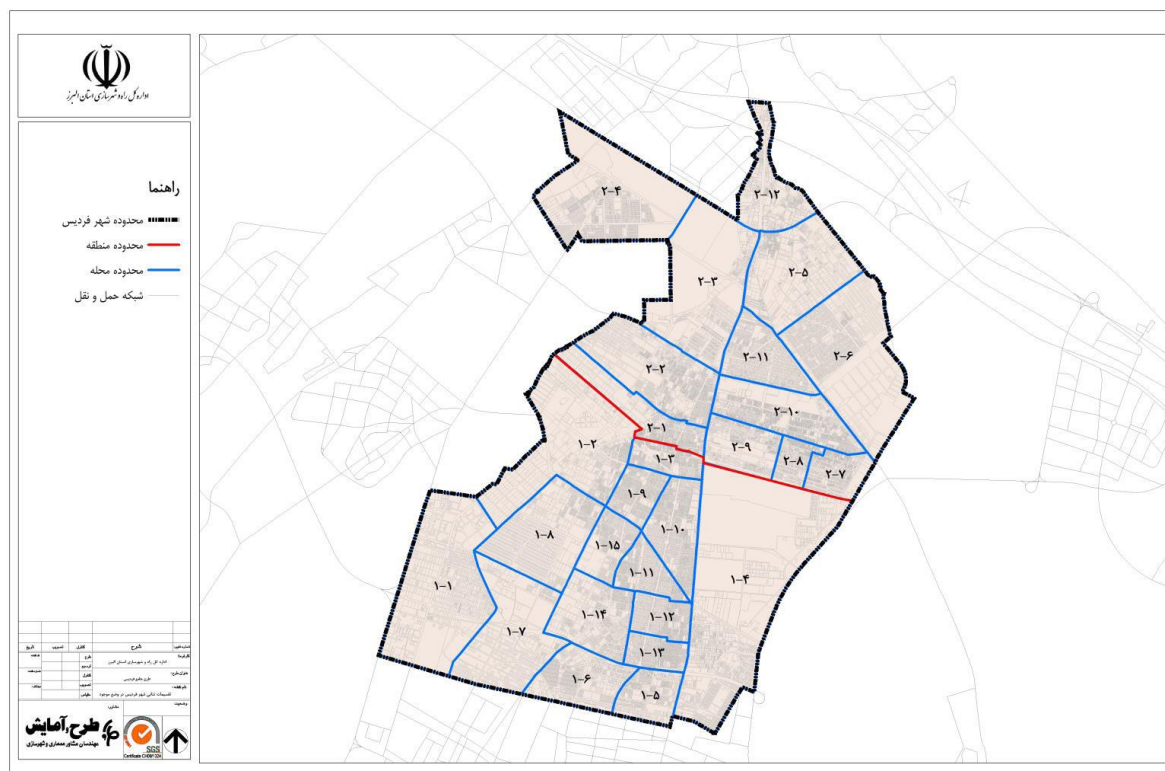 اداره کل راه و شهرسازی استان البرز
راهنما
محدوده شهر فردیس
محدوده منطقه
محدوده محله
شبکه حمل و نقل
۲-۱۲
۲-۴
۲-۵
۲-۳
۲-۱۱
۲-۶
۲-۲
۲-۱۰
۲-۱
۲-۹
۲-۸
۲-۷
۱-۲
۱-۳
۱-۹
۱-۱۰
۱-۸
۱-۱۵
۱-۱۱
۱-۴
۱-۱
۱-۱۴
۱-۱۲
۱-۷
۱-۱۳
۱-۶
۱-۵
شرح
کنترل
تصویب
تاریخ
اداره کل راه و شهرسازی استان البرز
طرح جامع فردیس
تقسیمات کنونی شهر فردیس در وضع موجود
طرح و آمایش
مهندسان مشاور معماری و شهرسازی
SGS